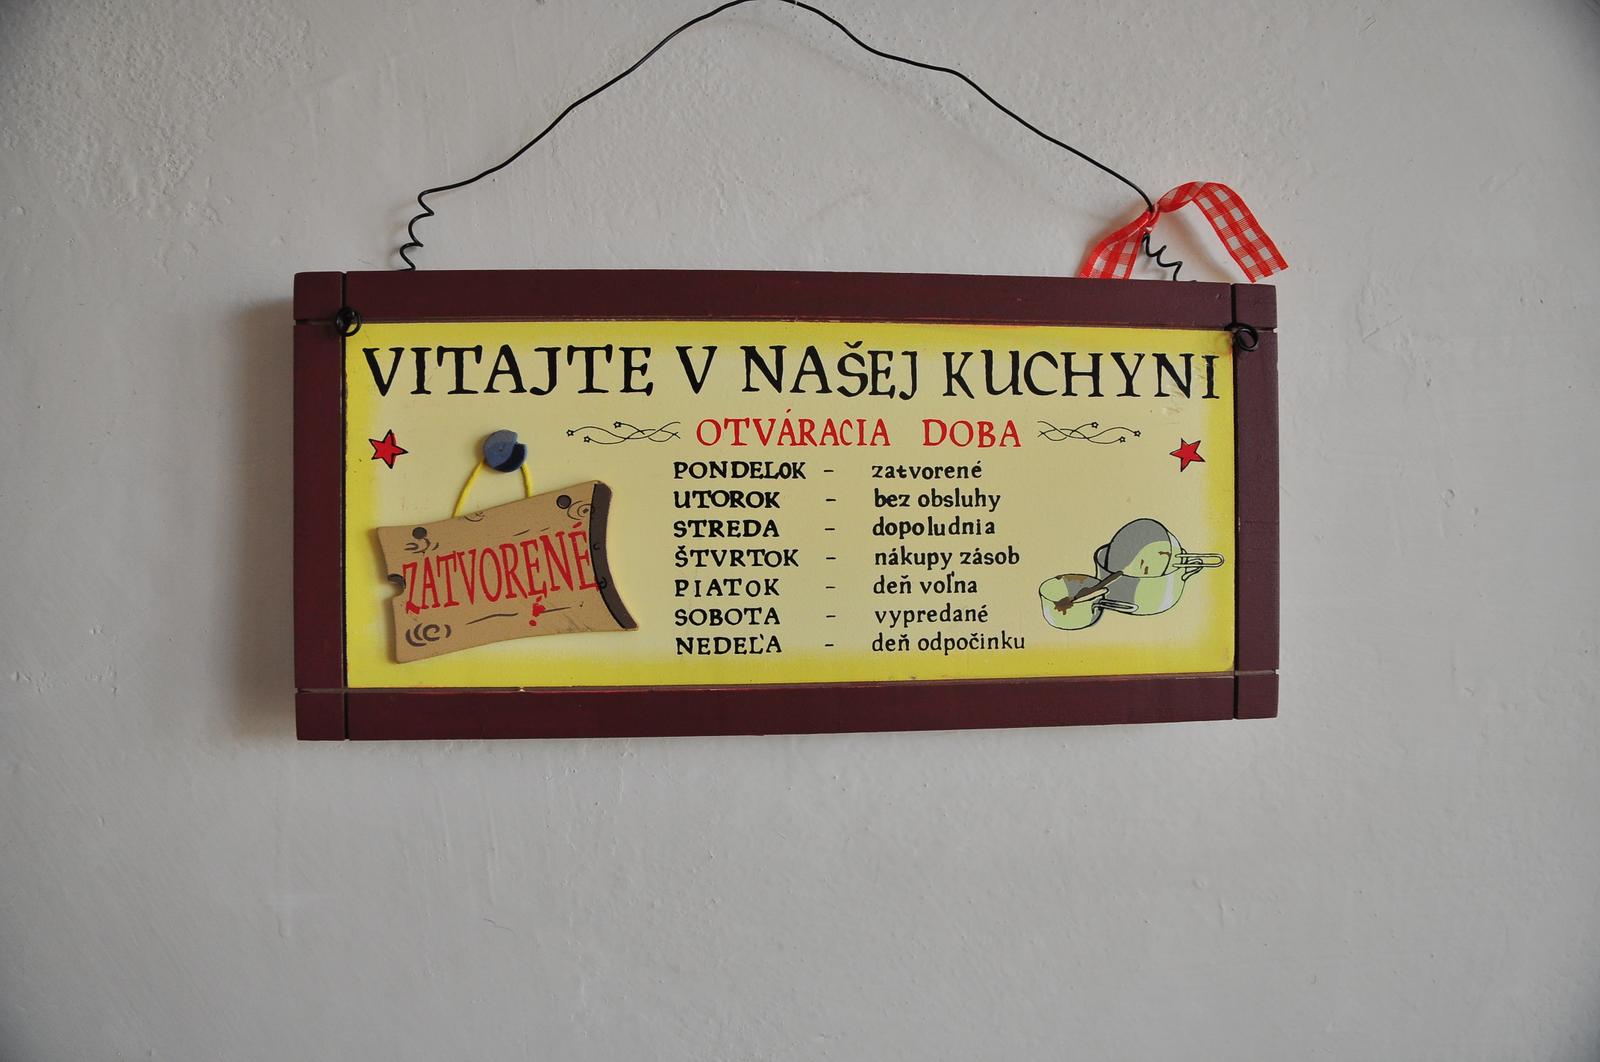 VITAJTE V NAŠEJ KUCHYNI
OTVÁRACIA DOBA
PONDELOK - zatvorené
UTOROK - bez obsluhy
STREDA - dopoludnia
ŠTVRTOK - nákupy zásob
PIATOK - deň voľna
SOBOTA - vypredané
NEDEĽA - deň odpočinku
ZATVORENÉ